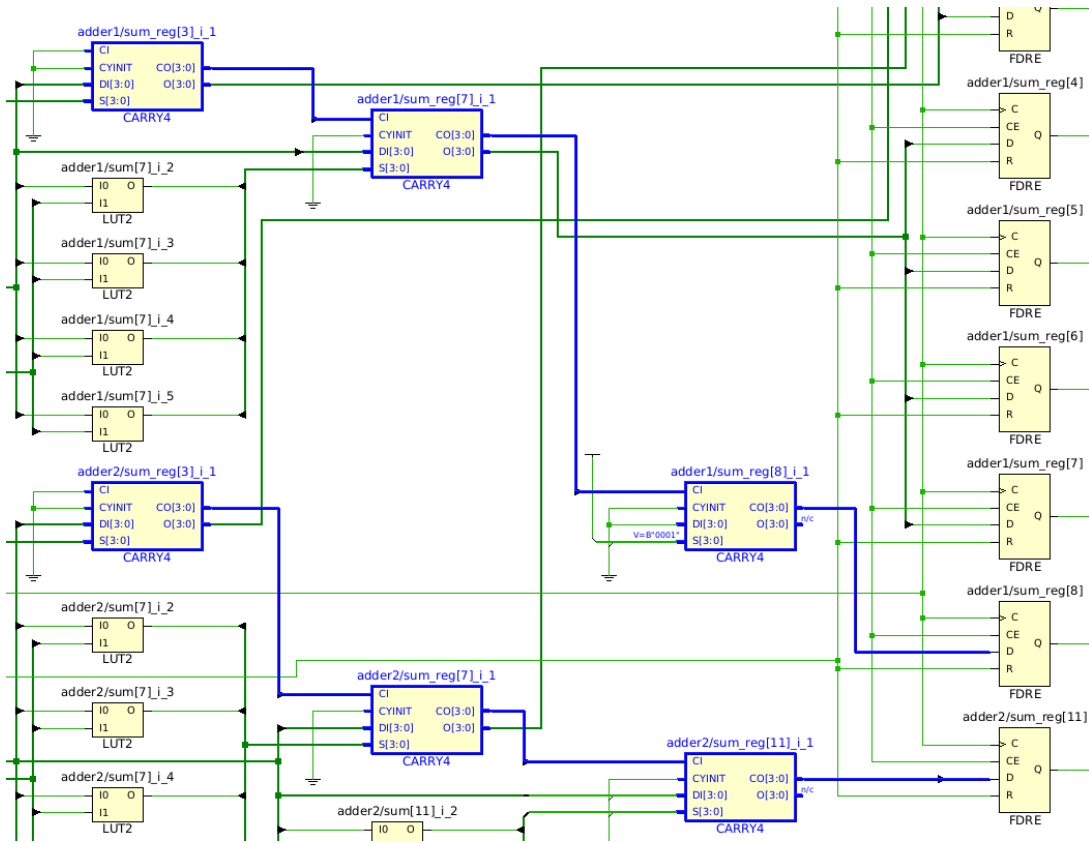 D
R
FDRE
adder1/sum_reg[3]_i_1
CI
CYINIT CO[3:0]
DI[3:0] O[3:0]
S[3:0]
CARRY4
adder1/sum_reg[4]
C
CE
D Q
R
FDRE
adder1/sum_reg[7]_i_1
CI
CYINIT CO[3:0]
DI[3:0] O[3:0]
S[3:0]
CARRY4
adder1/sum[7]_i_2
I0 O
I1
LUT2
adder1/sum_reg[5]
C
CE
D Q
R
FDRE
adder1/sum[7]_i_3
I0 O
I1
LUT2
adder1/sum[7]_i_4
I0 O
I1
LUT2
adder1/sum_reg[6]
C
CE
D Q
R
FDRE
adder1/sum[7]_i_5
I0 O
I1
LUT2
adder2/sum_reg[3]_i_1
CI
CYINIT CO[3:0]
DI[3:0] O[3:0]
S[3:0]
CARRY4
adder1/sum_reg[8]_i_1
CI
CYINIT CO[3:0]
DI[3:0] O[3:0] n/c
V=B"0001" S[3:0]
CARRY4
adder1/sum_reg[7]
C
CE
D Q
R
FDRE
adder1/sum_reg[8]
C
CE
D Q
R
FDRE
adder2/sum[7]_i_2
I0 O
I1
LUT2
adder2/sum_reg[7]_i_1
CI
CYINIT CO[3:0]
DI[3:0] O[3:0]
S[3:0]
CARRY4
adder2/sum[7]_i_3
I0 O
I1
LUT2
adder2/sum_reg[11]_i_1
CI
CYINIT CO[3:0]
DI[3:0] O[3:0] n/c
S[3:0]
CARRY4
adder2/sum_reg[11]
C
CE
D Q
R
FDRE
adder2/sum[7]_i_4
I0 O
I1
LUT2
adder2/sum[11]_i_2
I0 O